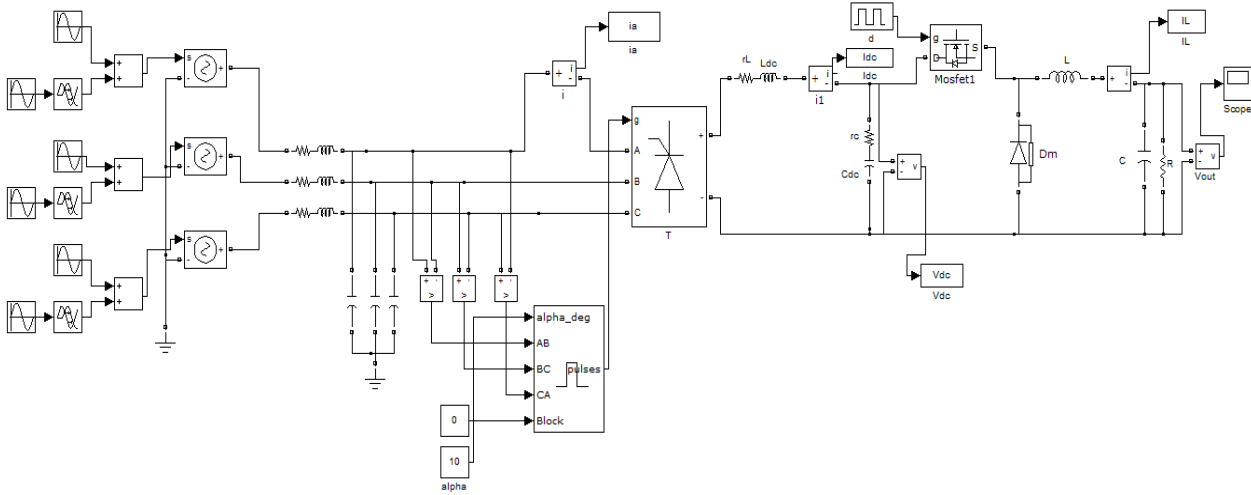 ia
ia
i
+
i
-
s
+
-
+
+
s
+
-
+
+
s
+
-
+
+
g
A
B
C
+
-
T
rL
Ldc
+
i
-
i1
Idc
Idc
rc
Cdc
+
-
v
Vdc
Vdc
d
g
D
S
Mosfet1
Dm
L
+
i
-
IL
IL
C
R
+
-
v
Vout
Scope
+ -
v
+ -
v
+ -
v
alpha_deg
AB
BC
CA
Block
pulses
0
10
alpha